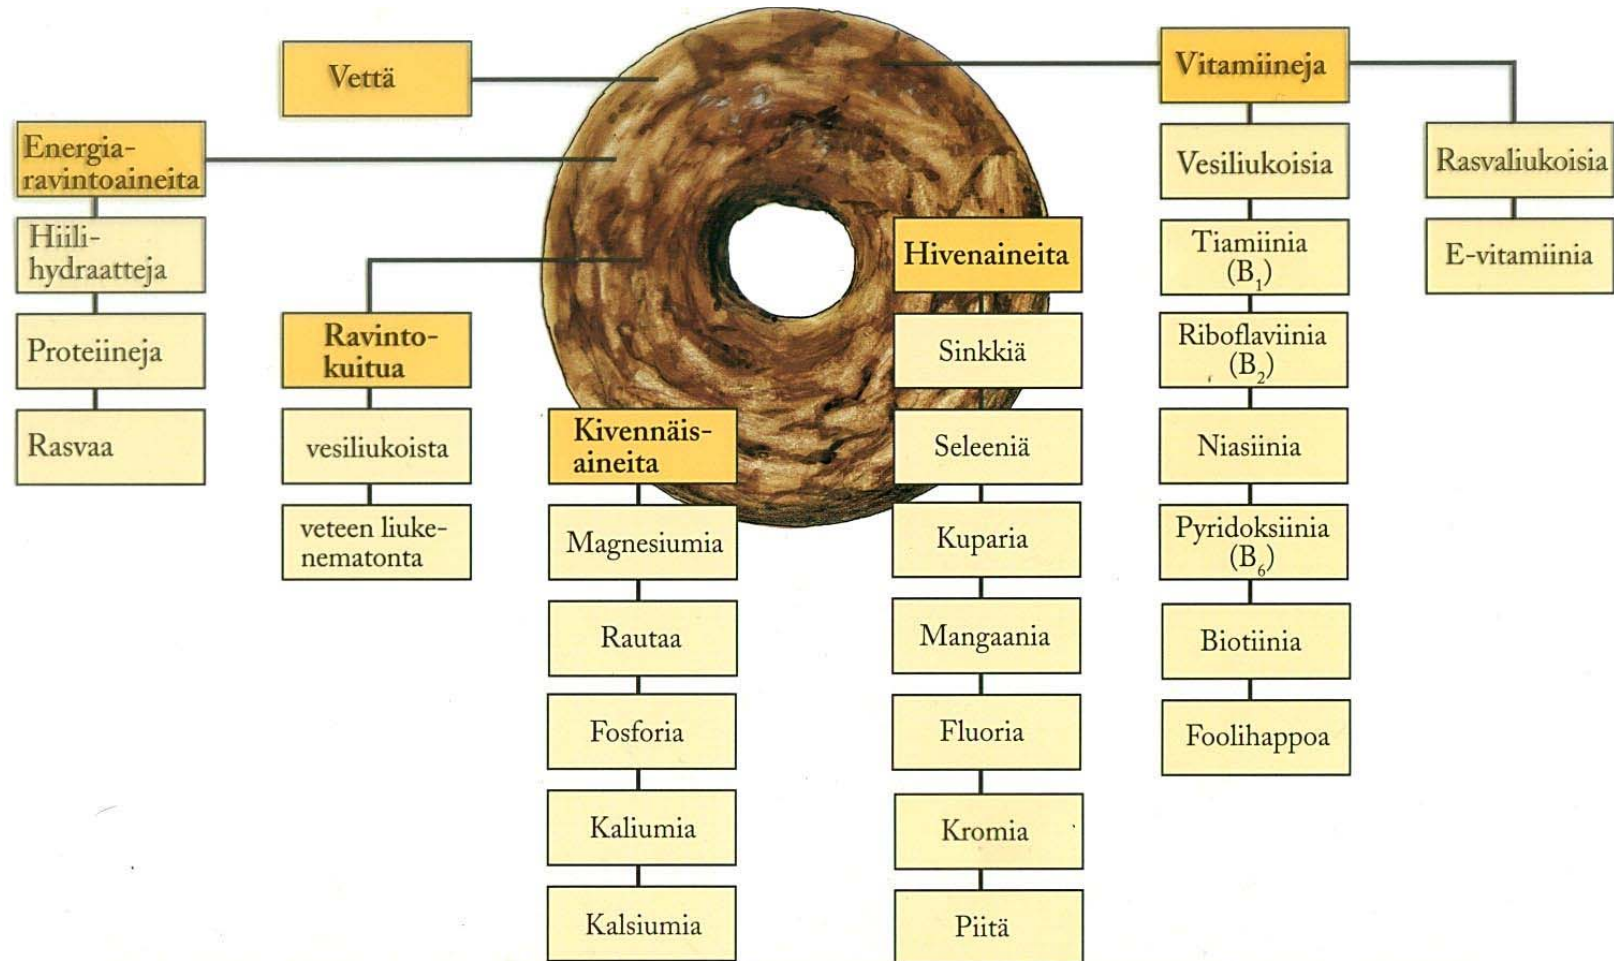 Vettä
Energia-
ravintoaineita
Hiili-
hydraatteja
Proteiineja
Rasvaa
Ravinto-
kuitua
vesiliukoista
veteen liuke-
nematonta
Kivennäis-
aineita
Magnesiumia
Rautaa
Fosforia
Kaliumia
Kalsiumia
Hivenaineita
Sinkkiä
Seleeniä
Kuparia
Mangaania
Fluoria
Kromia
Piitä
Vitamiineja
Vesiliukoisia
Tiamiinia
(B₁)
Riboflaviinia
(B₂)
Niasiinia
Pyridoksiinia
(B₆)
Biotiinia
Foolihappoa
Rasvaliukoisia
E-vitamiinia